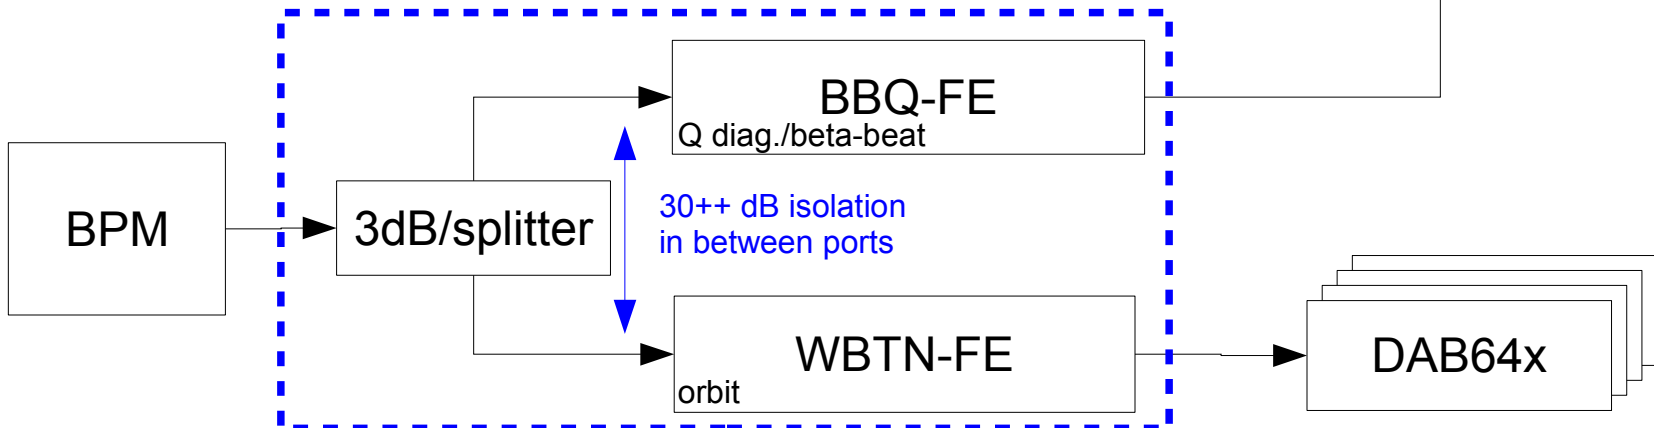 BBQ-FE
Q diag./beta-beat
BPM
3dB/splitter
30++ dB isolation
in between ports
WBTN-FE
orbit
DAB64x